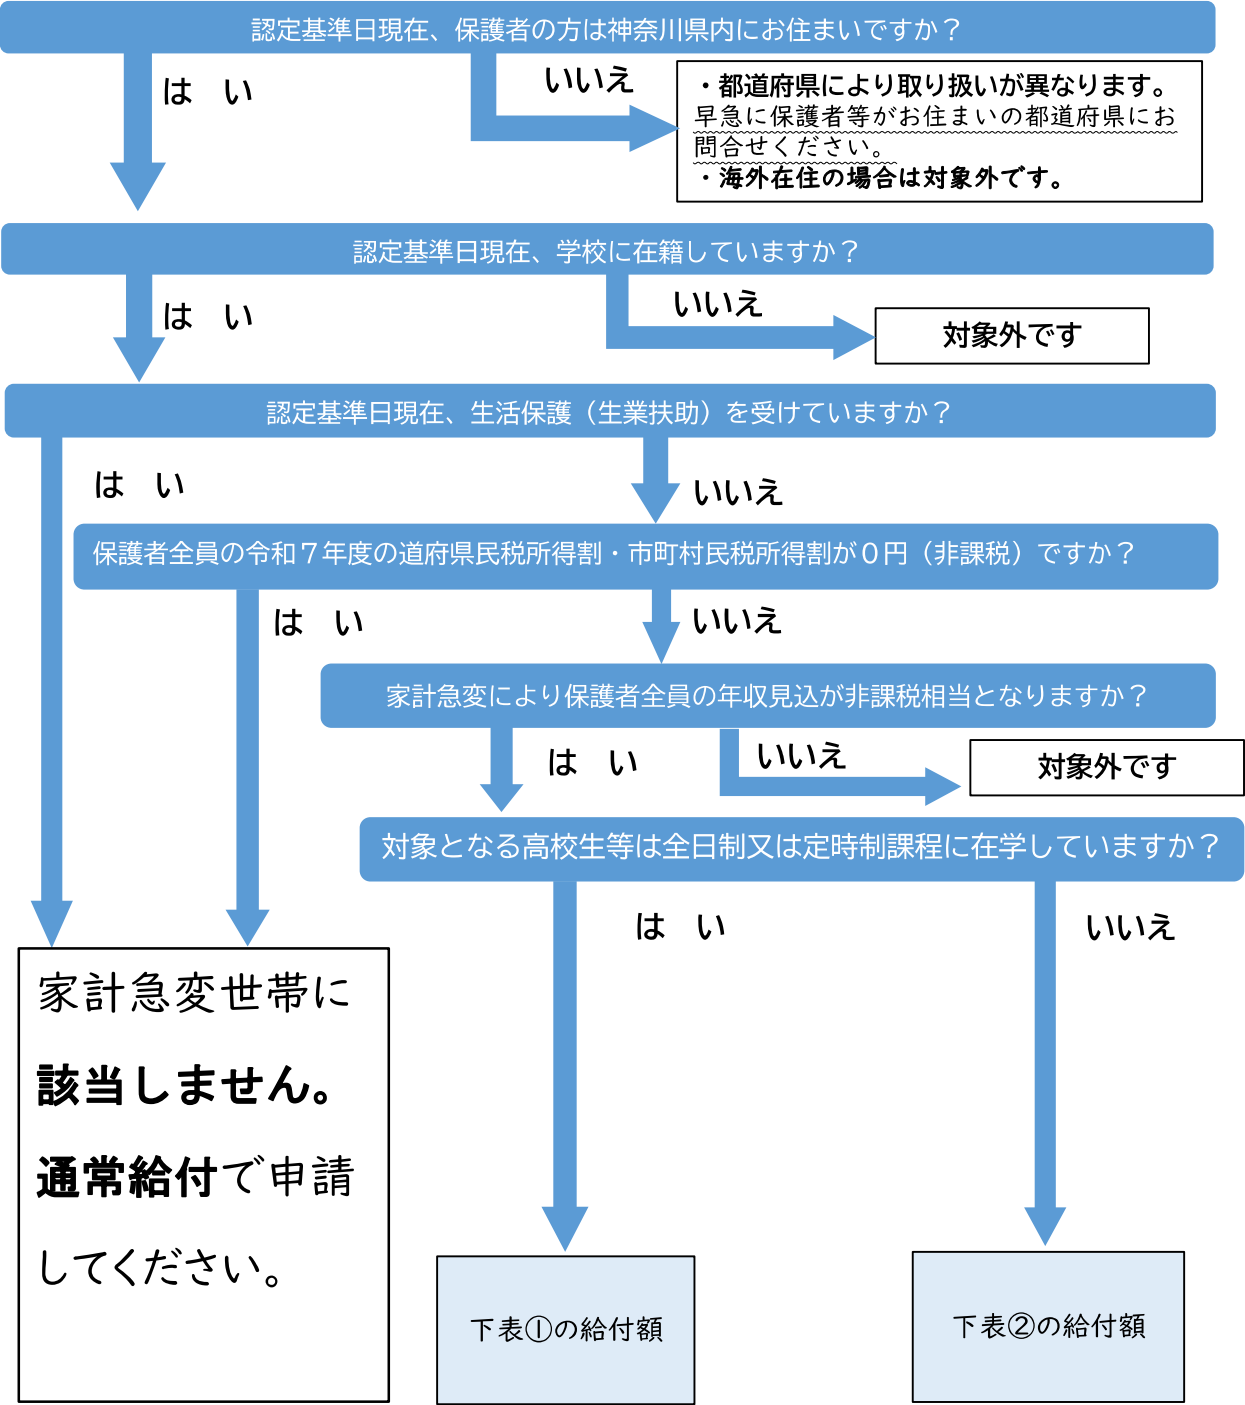 認定基準日現在、保護者の方は神奈川県内にお住まいですか？
は　い
いいえ
・都道府県により取り扱いが異なります。
早急に保護者等がお住まいの都道府県にお
問合せください。
・海外在住の場合は対象外です。
認定基準日現在、学校に在籍していますか？
は　い
いいえ
対象外です
認定基準日現在、生活保護（生業扶助）を受けていますか？
は　い
いいえ
保護者全員の令和７年度の道府県民税所得割・市町村民税所得割が０円（非課税）ですか？
は　い
いいえ
家計急変により保護者全員の年収見込が非課税相当となりますか？
は　い
いいえ
対象外です
対象となる高校生等は全日制又は定時制課程に在学していますか？
は　い
いいえ
家計急変世帯に
該当しません。
通常給付で申請
してください。
下表①の給付額
下表②の給付額